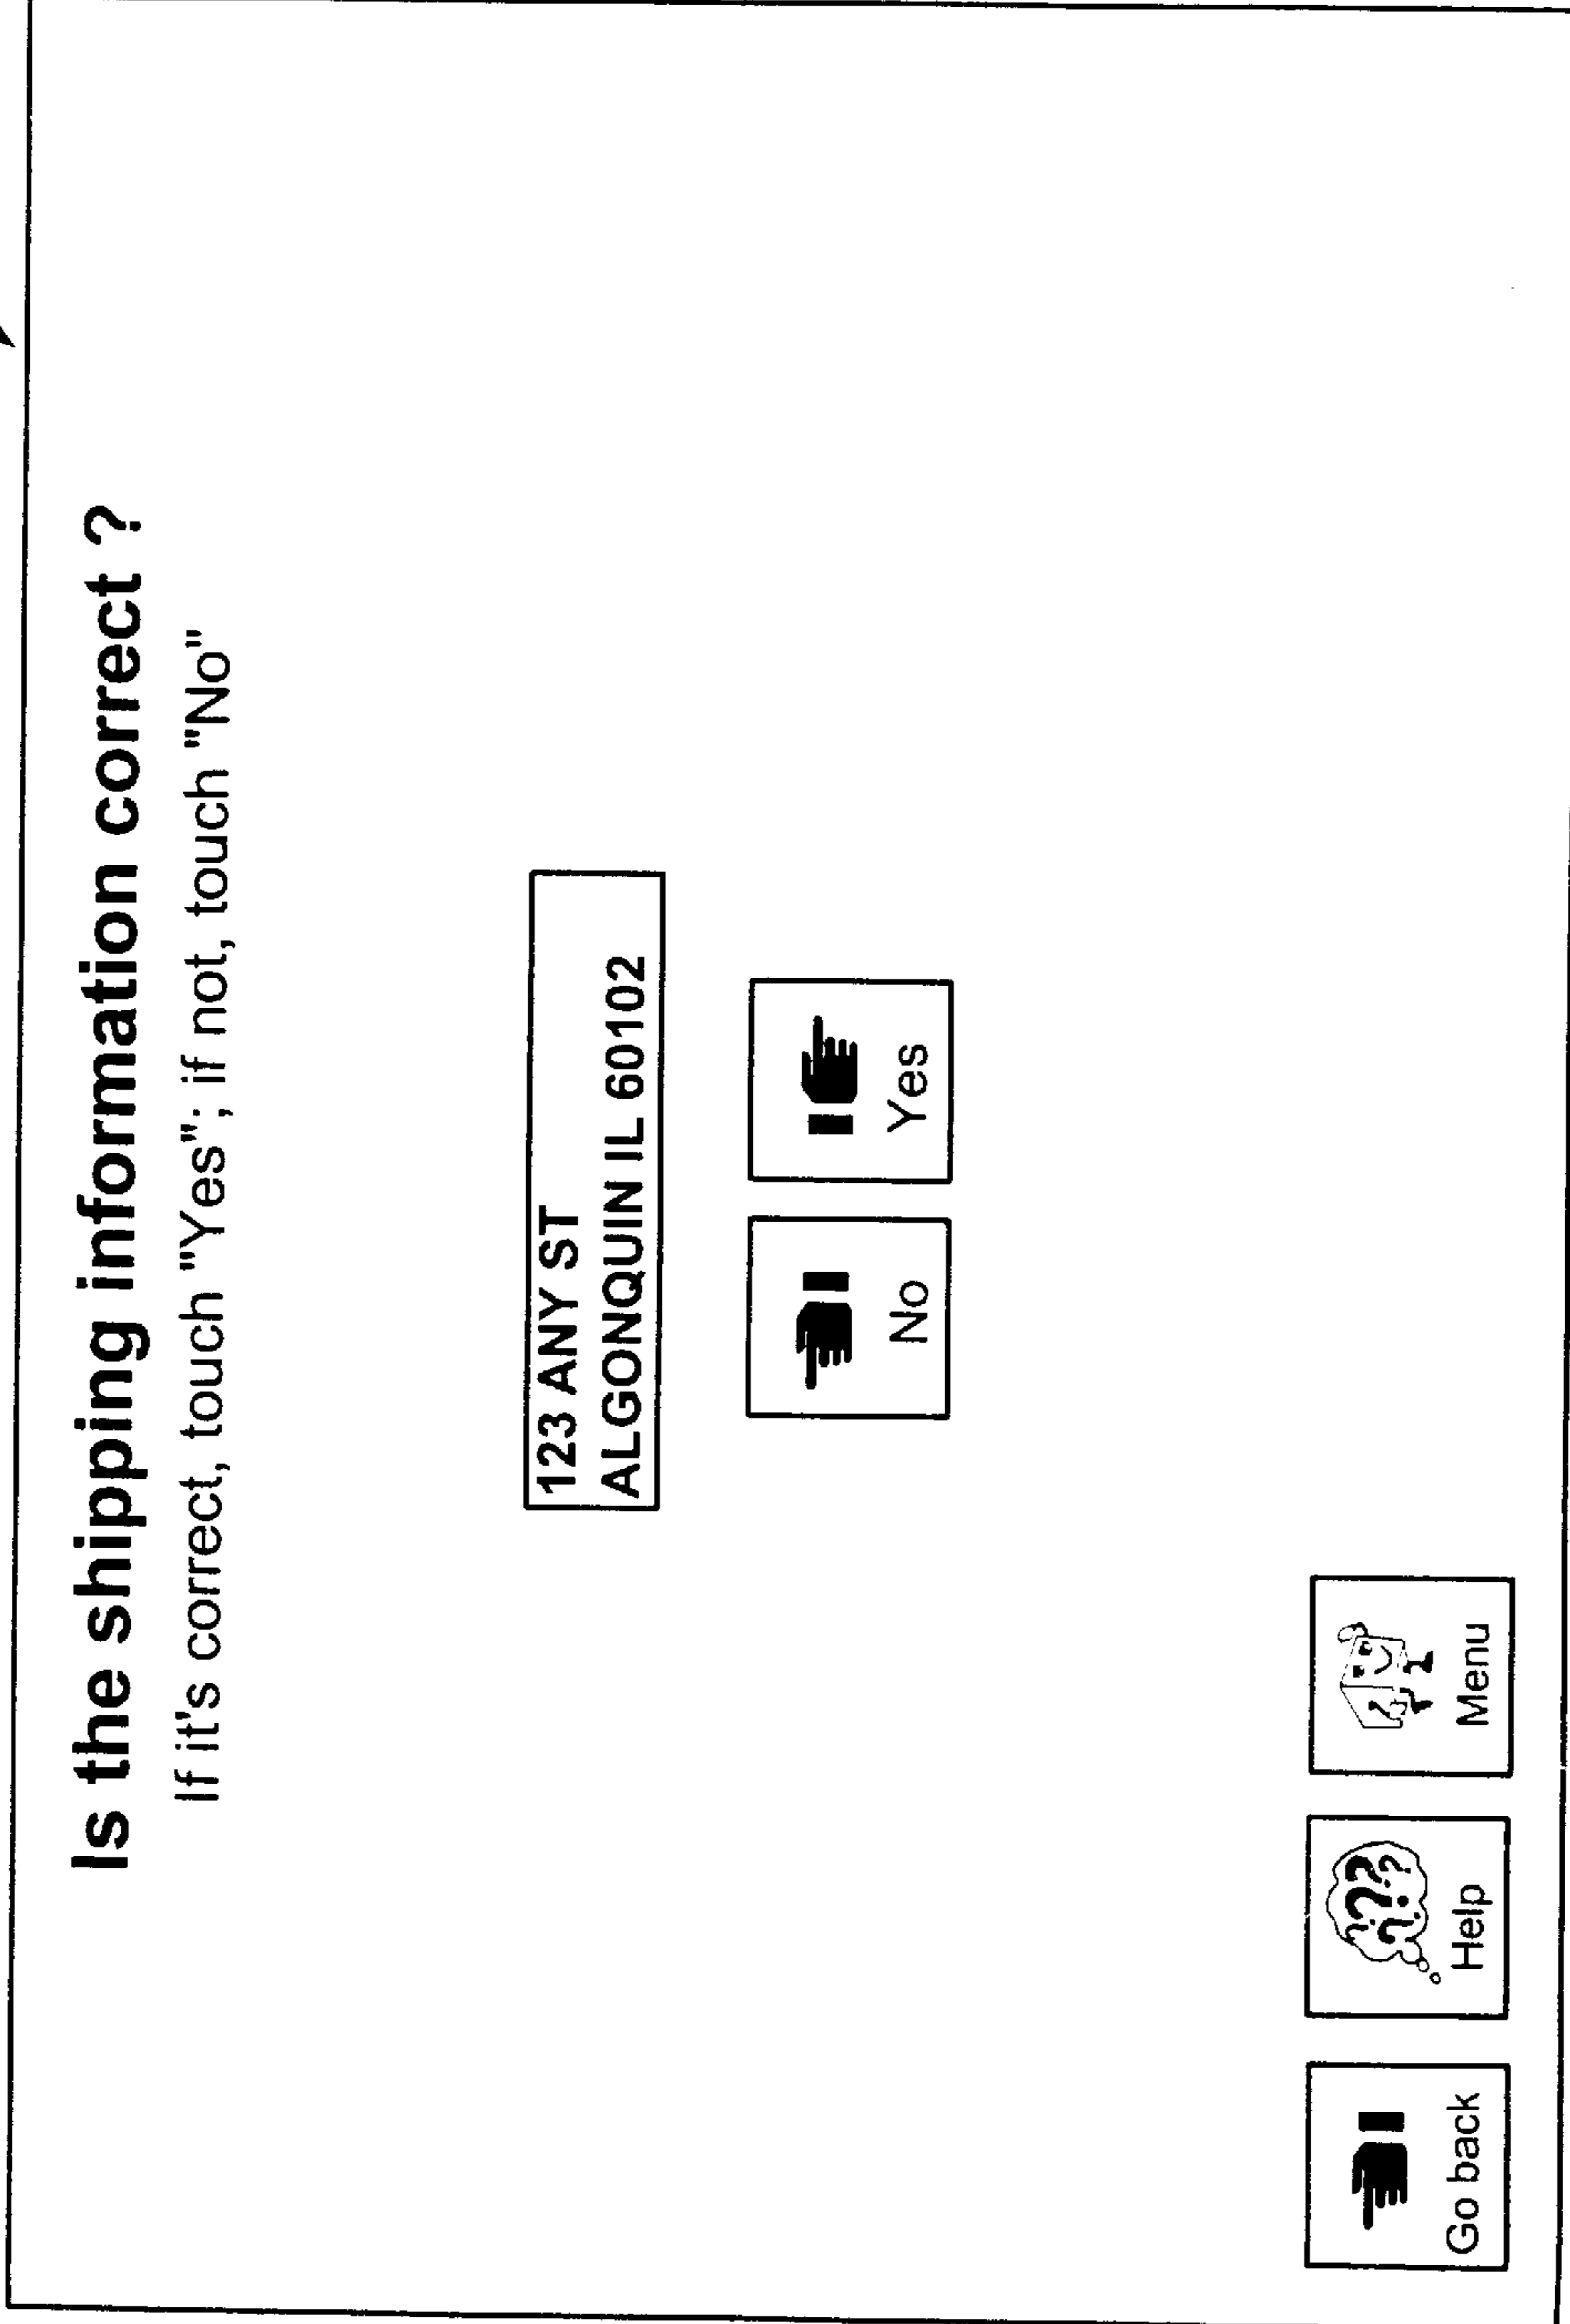 Is the shipping information correct ?
If it's correct, touch "Yes"; if not, touch "No"
123 ANY ST
ALGONQUIN IL 60102
No
Yes
Go back
Help
Menu